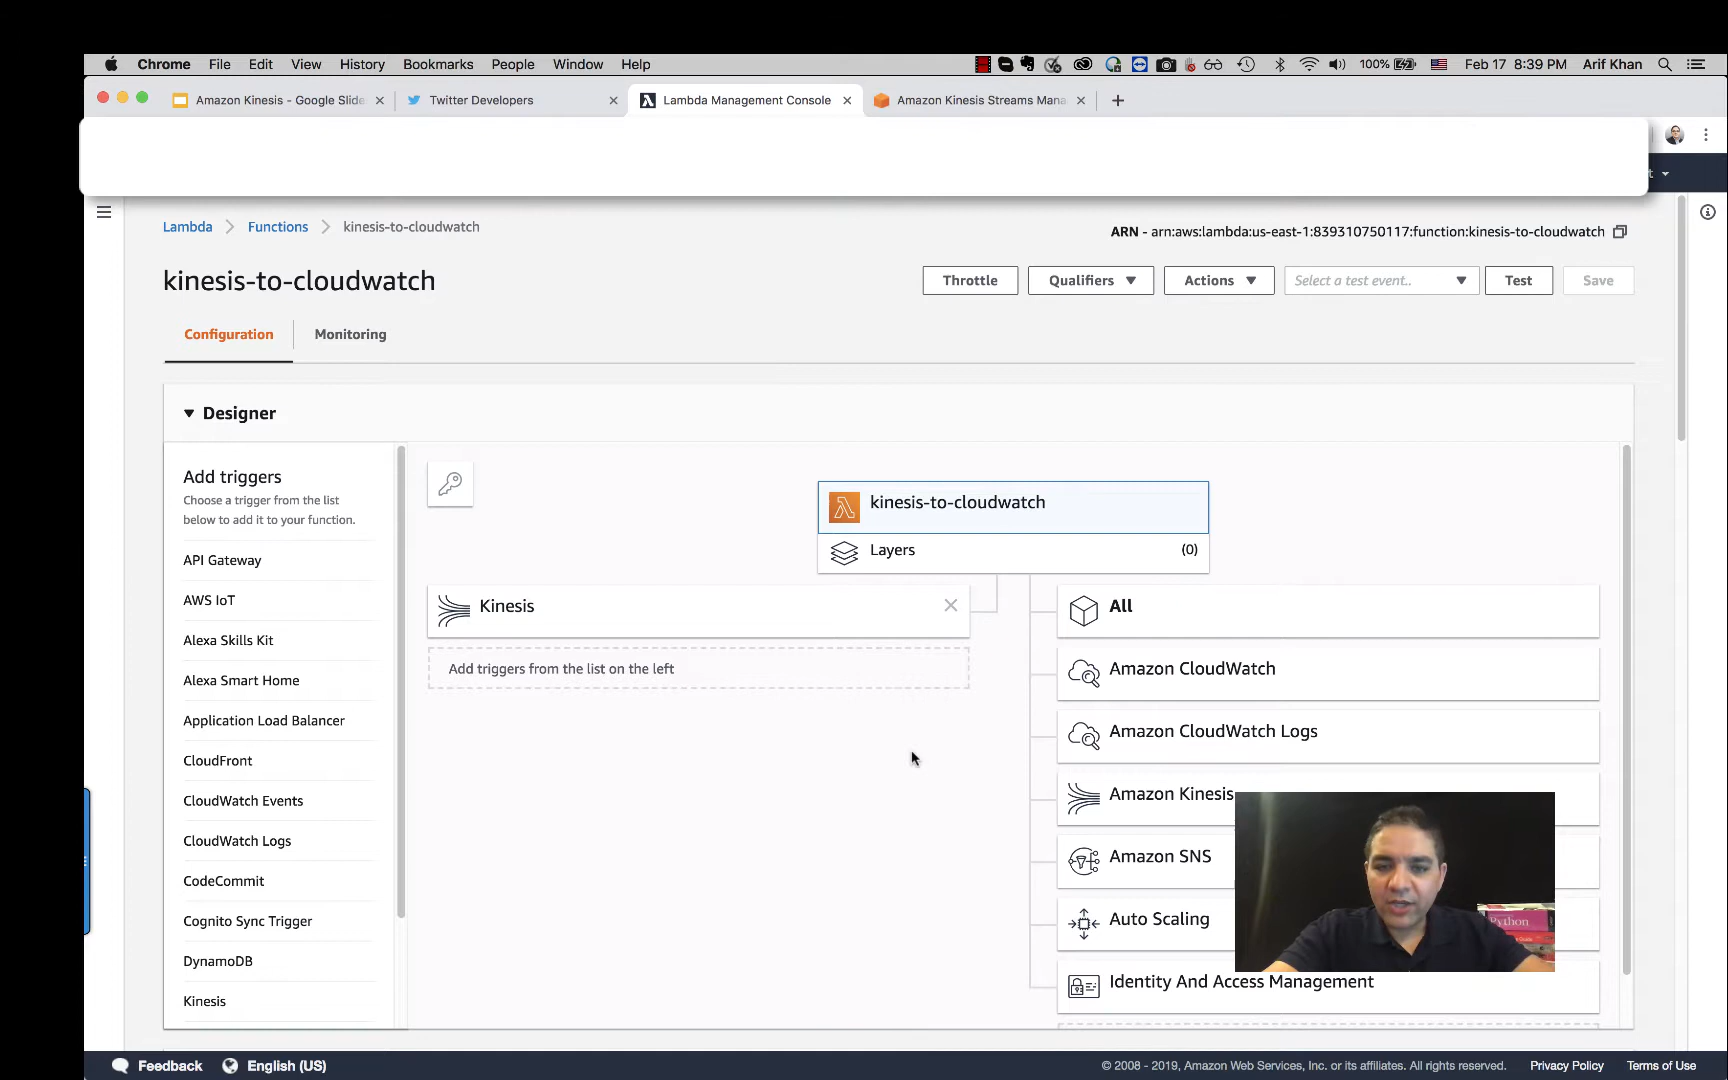 Chrome File Edit View History Bookmarks People Window Help 100% Feb 17 8:39 PM Arif Khan
Amazon Kinesis - Google Slide Twitter Developers Lambda Management Console Amazon Kinesis Streams Mana
t
Lambda Functions kinesis-to-cloudwatch
ARN - arn:aws:lambda:us-east-1:839310750117:function:kinesis-to-cloudwatch
kinesis-to-cloudwatch
Throttle Qualifiers Actions Select a test event.. Test Save
Configuration Monitoring
Designer
Add triggers
Choose a trigger from the list
below to add it to your function.
API Gateway
AWS IoT
Alexa Skills Kit
Alexa Smart Home
Application Load Balancer
CloudFront
CloudWatch Events
CloudWatch Logs
CodeCommit
Cognito Sync Trigger
DynamoDB
Kinesis
kinesis-to-cloudwatch
Layers (0)
Kinesis
Add triggers from the list on the left
All
Amazon CloudWatch
Amazon CloudWatch Logs
Amazon Kinesis
Amazon SNS
Auto Scaling
Identity And Access Management
Python
Feedback English (US)
© 2008 - 2019, Amazon Web Services, Inc. or its affiliates. All rights reserved. Privacy Policy Terms of Use